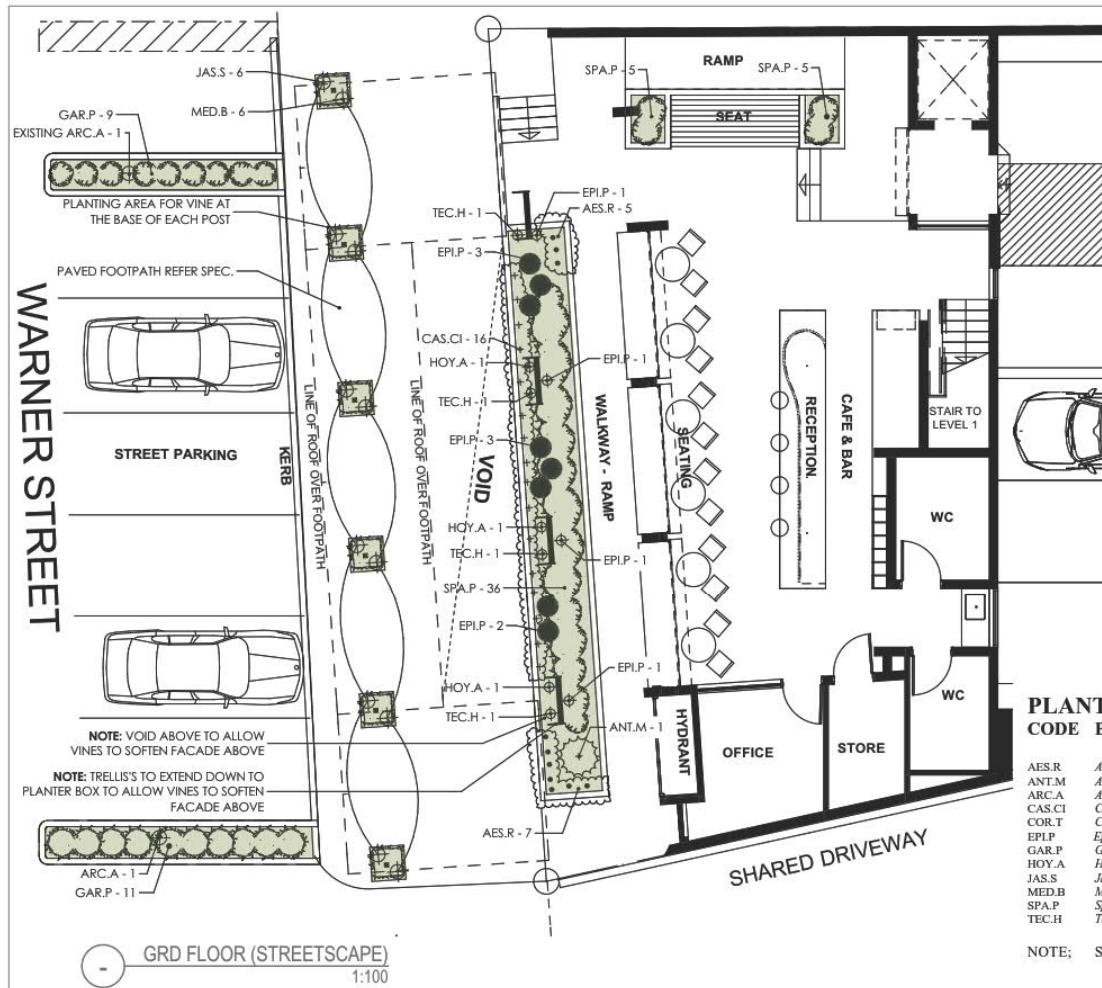 JAS.S - 6
MED.B - 6
GAR.P - 9
EXISTING ARC.A - 1
PLANTING AREA FOR VINE AT
THE BASE OF EACH POST
PAVED FOOTPATH REFER SPEC.
WARNER STREET
STREET PARKING
KERB
LINE OF ROOF OVER FOOTPATH
LINE OF ROOF OVER FOOTPATH
VOID
RAMP
SPA.P - 5
SPA.P - 5
SEAT
EPI.P - 1
TEC.H - 1
AES.R - 5
EPI.P - 3
CAS.CI - 16
HOY.A - 1
EPI.P - 1
TEC.H - 1
EPI.P - 3
WALKWAY - RAMP
SEATING
RECEPTION
CAFE & BAR
STAIR TO
LEVEL 1
HOY.A - 1
TEC.H - 1
EPI.P - 1
SPA.P - 36
EPI.P - 2
WC
HOY.A - 1
EPI.P - 1
TEC.H - 1
ANT.M - 1
WC
HYDRANT
OFFICE
STORE
NOTE: VOID ABOVE TO ALLOW
VINES TO SOFTEN FACADE ABOVE
NOTE: TRELLIS'S TO EXTEND DOWN TO
PLANTER BOX TO ALLOW VINES TO SOFTEN
FACADE ABOVE
AES.R - 7
SHARED DRIVEWAY
ARC.A - 1
GAR.P - 11
- GRD FLOOR (STREETSCAPE)
1:100
PLANT
CODE
AES.R A
ANT.M A
ARC.A A
CAS.CI C
COR.T C
EPI.P
GAR.P G
HOY.A H
JAS.S
MED.B M
SPA.P
TEC.H
NOTE; S